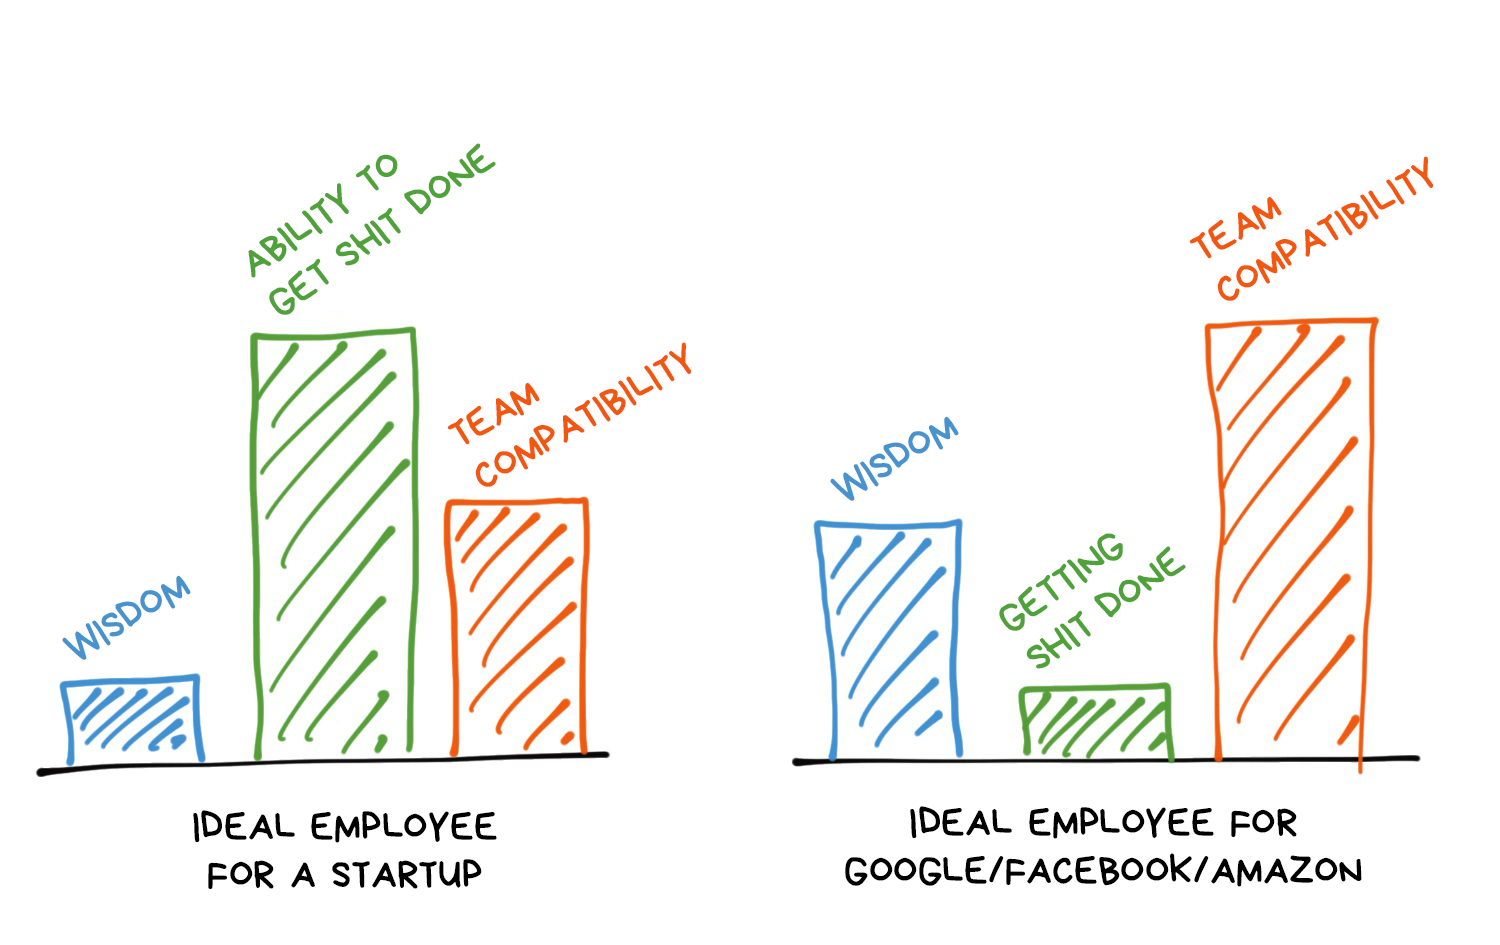 ABILITY TO
GET SHIT DONE
TEAM
COMPATIBILITY
WISDOM
IDEAL EMPLOYEE
FOR A STARTUP
TEAM
COMPATIBILITY
WISDOM
GETTING
SHIT DONE
IDEAL EMPLOYEE FOR
GOOGLE/FACEBOOK/AMAZON